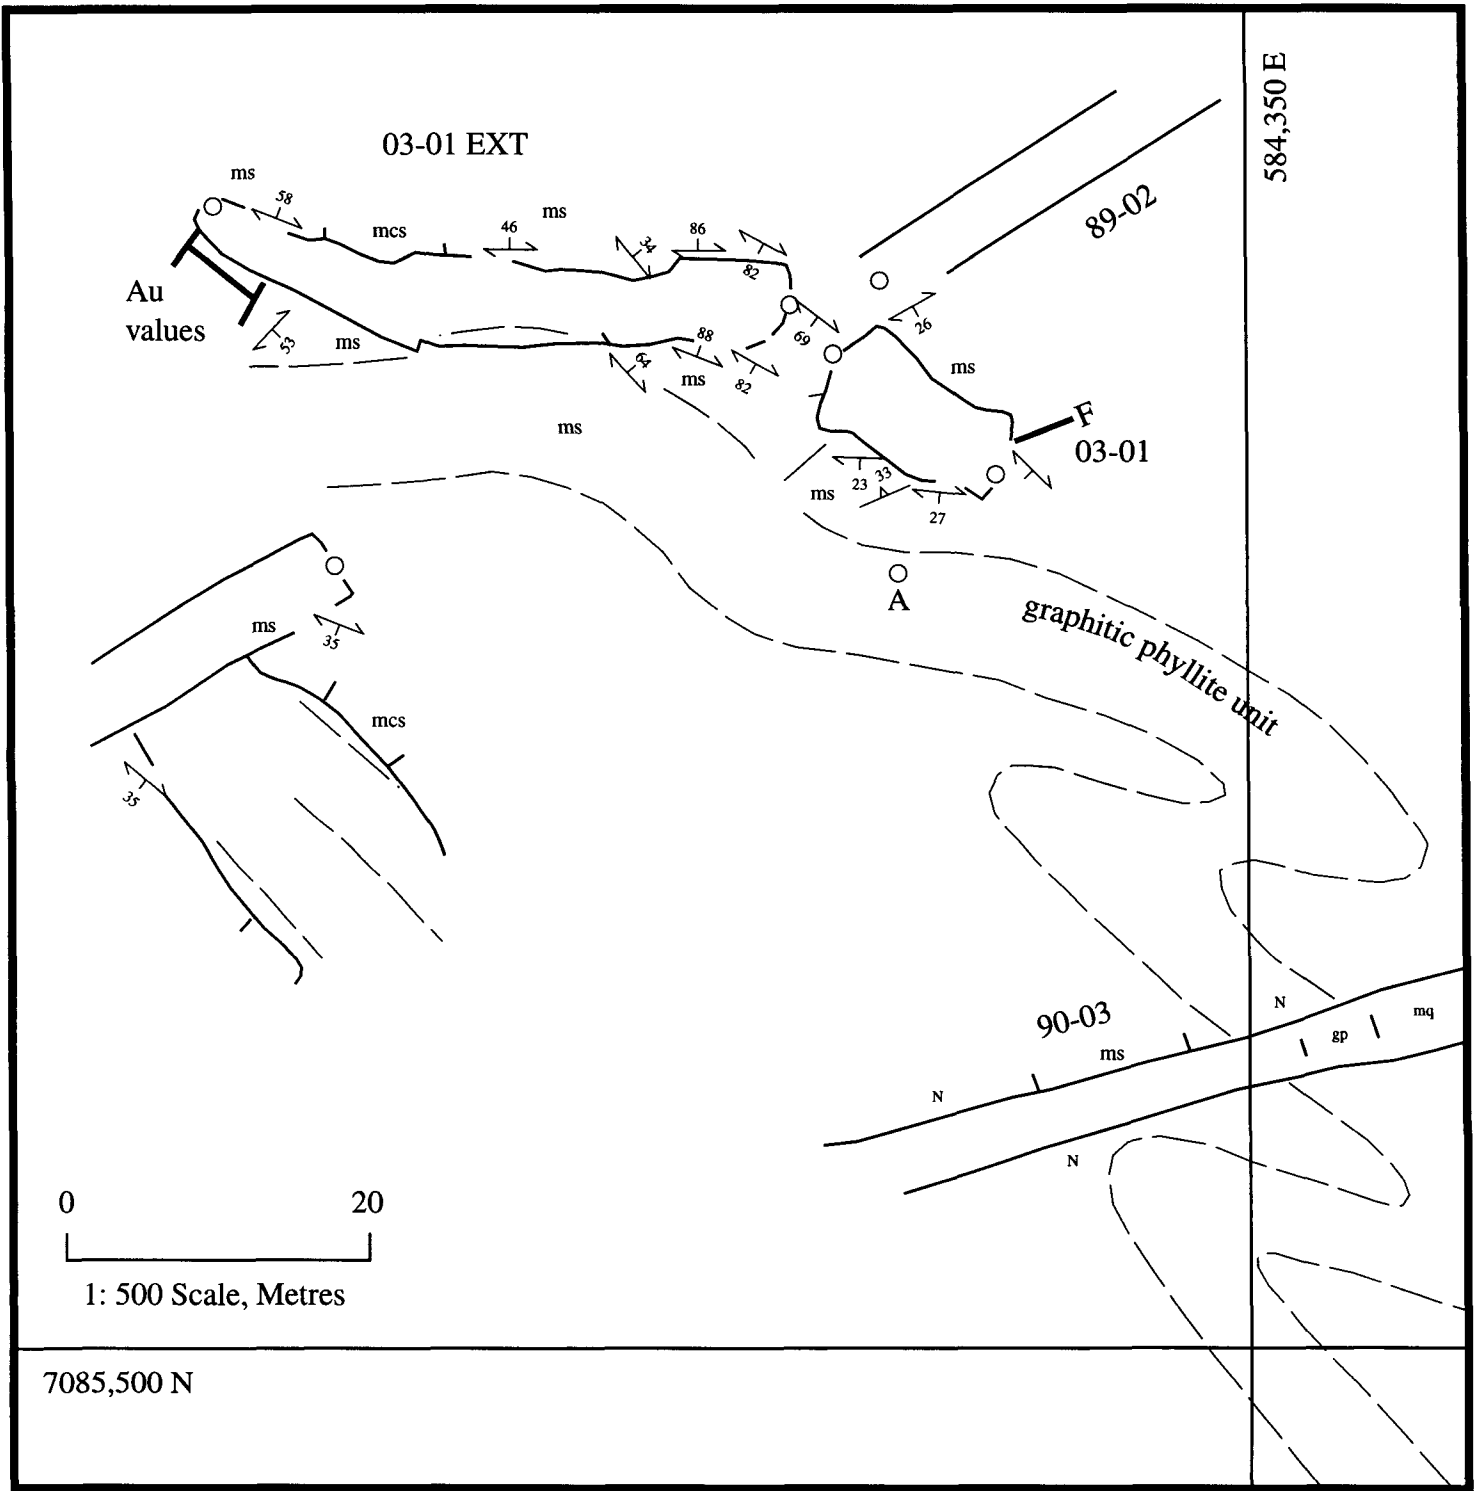 584,350 E
03-01 EXT
ms
58
mcs
46
ms
34
86
82
89-02
Au
values
53
ms
64
88
ms
82
69
26
ms
F
03-01
ms
23
33
ms
27
A
graphitic phyllite unit
ms
35
mcs
35
90-03
ms
N
N
gp
mq
N
0 20
1: 500 Scale, Metres
7085,500 N